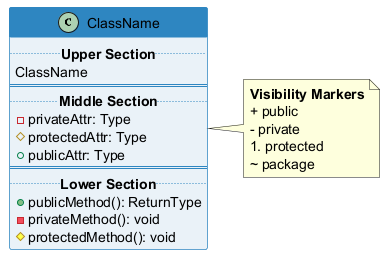 C ClassName
Upper Section
ClassName
Middle Section
privateAttr: Type
protectedAttr: Type
publicAttr: Type
Lower Section
publicMethod(): ReturnType
privateMethod(): void
protectedMethod(): void
Visibility Markers
+ public
- private
1. protected
~ package